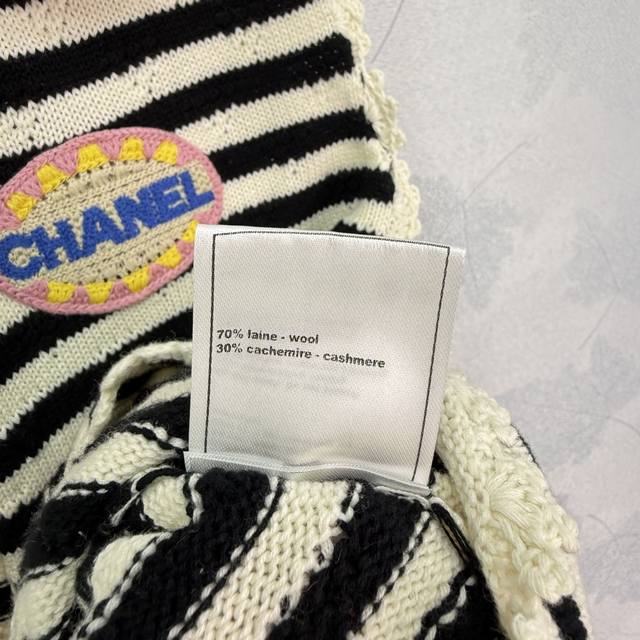 CHANEL
70% laine - wool
30% cachemire - cashmere